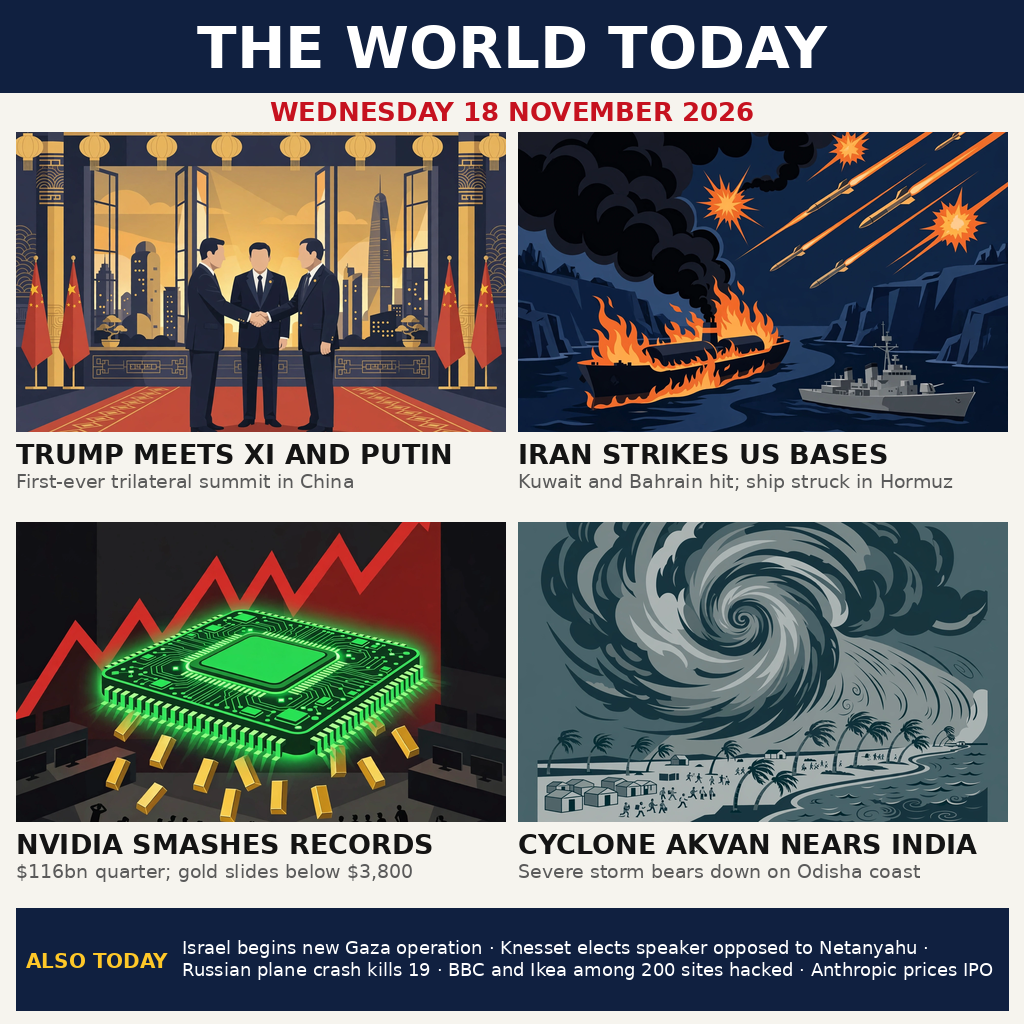 THE WORLD TODAY
WEDNESDAY 18 NOVEMBER 2026
TRUMP MEETS XI AND PUTIN
First-ever trilateral summit in China
IRAN STRIKES US BASES
Kuwait and Bahrain hit; ship struck in Hormuz
NVIDIA SMASHES RECORDS
$116bn quarter; gold slides below $3,800
CYCLONE AKVAN NEARS INDIA
Severe storm bears down on Odisha coast
ALSO TODAY
Israel begins new Gaza operation · Knesset elects speaker opposed to Netanyahu ·
Russian plane crash kills 19 · BBC and Ikea among 200 sites hacked · Anthropic prices IPO